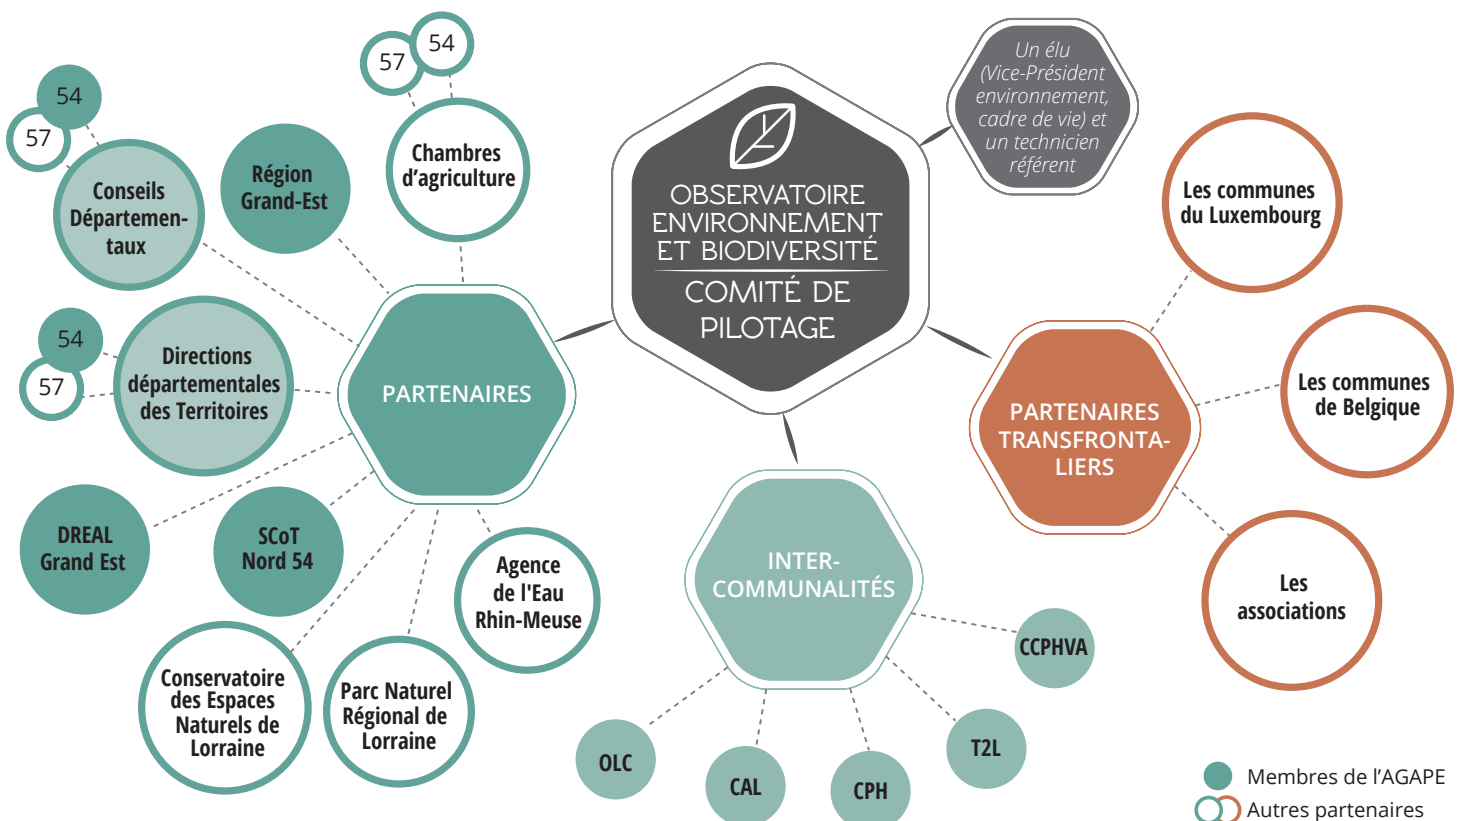 54
57
54
57
Conseils
Départemen-
taux
Région
Grand-Est
Chambres
d'agriculture
OBSERVATOIRE
ENVIRONNEMENT
ET BIODIVERSITÉ
COMITÉ DE
PILOTAGE
Un élu
(Vice-Président
environnement,
cadre de vie) et
un technicien
référent
Les communes
du Luxembourg
54
57
Directions
départementales
des Territoires
PARTENAIRES
PARTENAIRES
TRANSFRONTA-
LIERS
Les communes
de Belgique
DREAL
Grand Est
SCoT
Nord 54
Agence
de l'Eau
Rhin-Meuse
INTER-
COMMUNALITÉS
Les
associations
Conservatoire
des Espaces
Naturels de
Lorraine
Parc Naturel
Régional de
Lorraine
CCPHVA
OLC
CAL
CPH
T2L
Membres de l'AGAPE
Autres partenaires